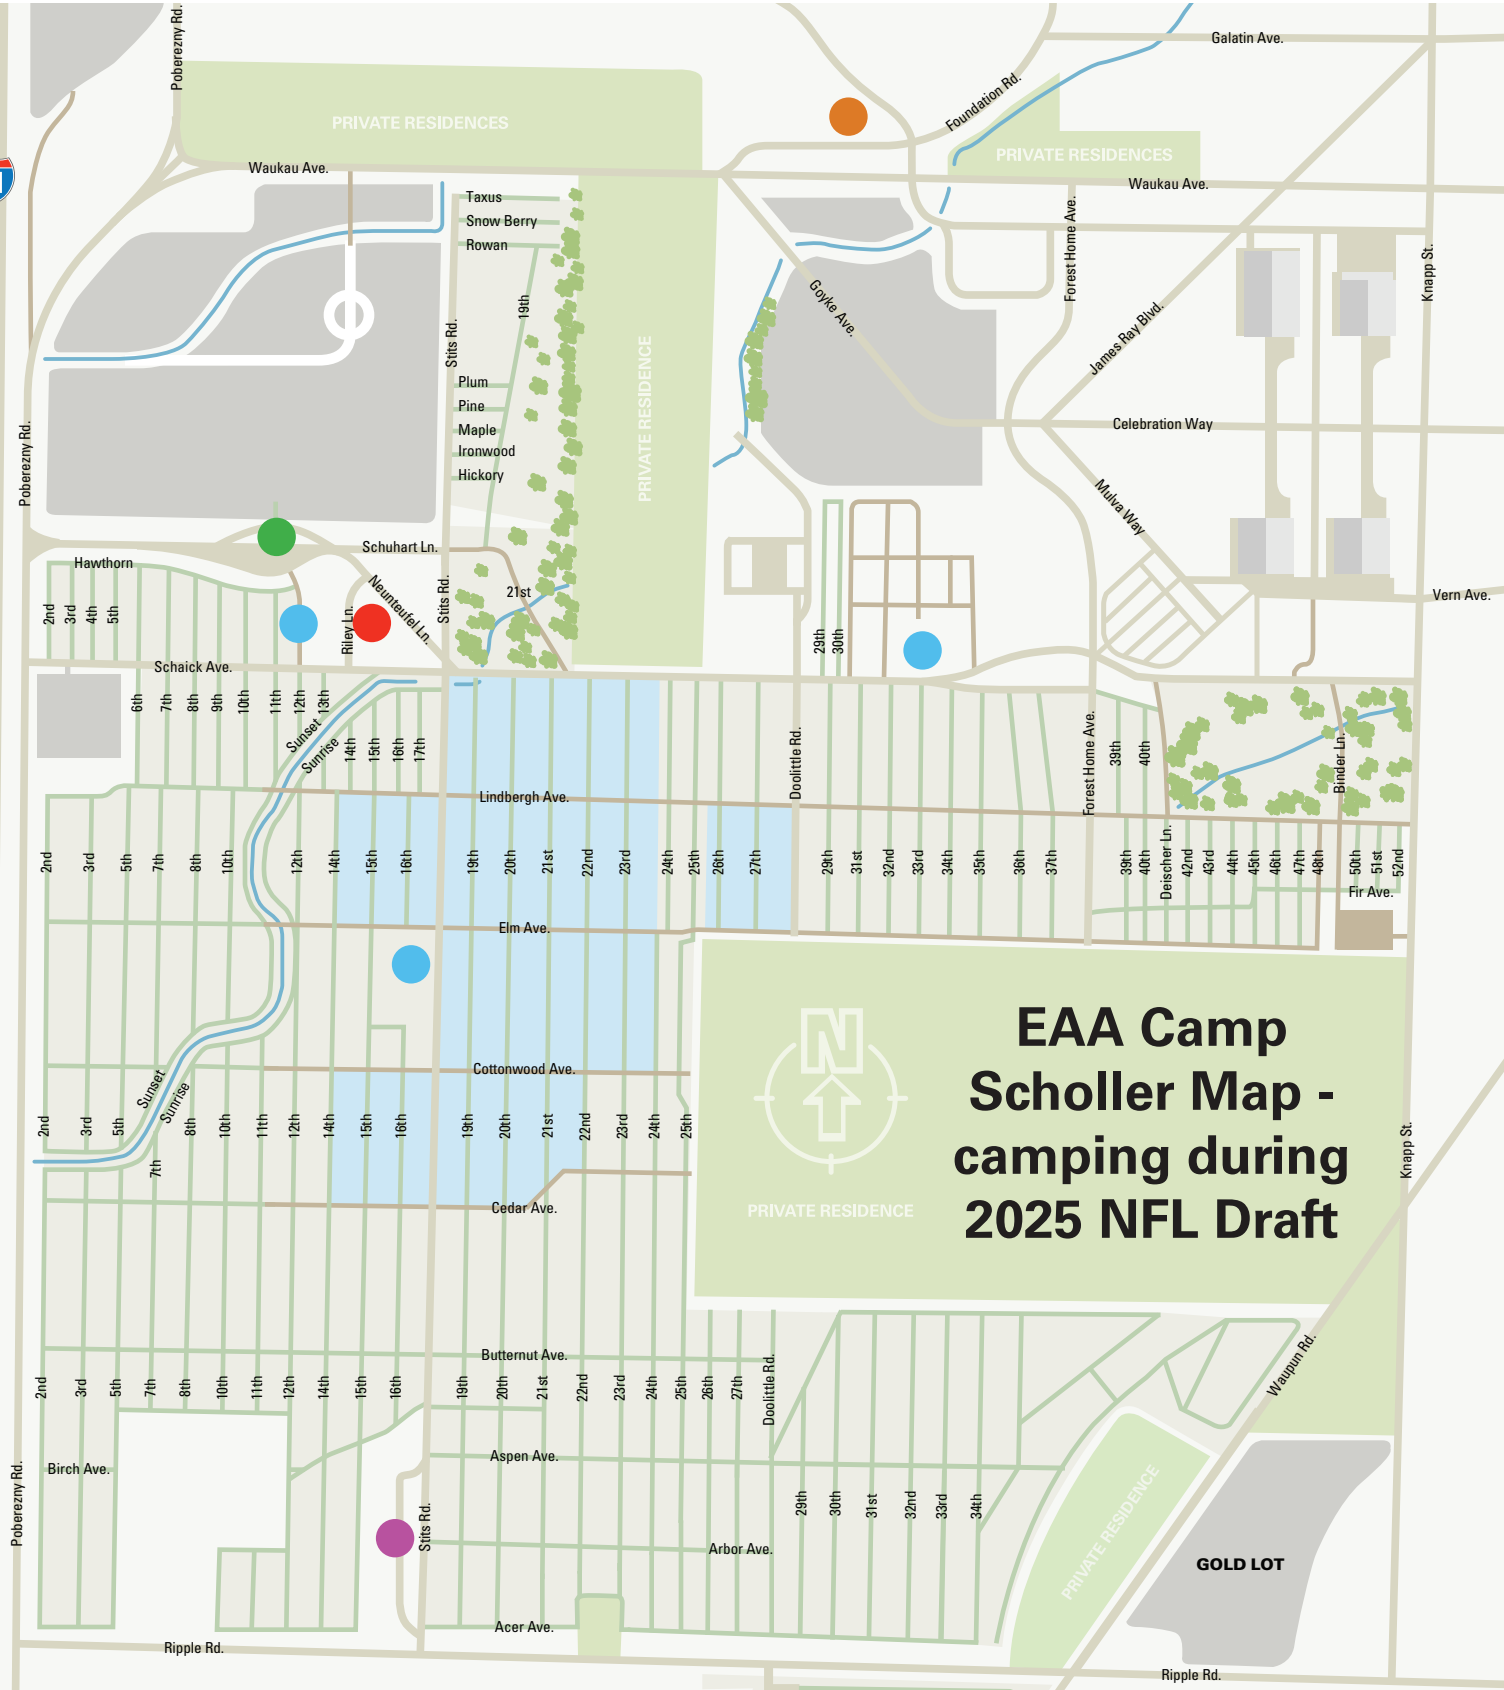 Poberezny Rd.
Galatin Ave.
Foundation Rd.
PRIVATE RESIDENCES
PRIVATE RESIDENCES
Waukau Ave.
Waukau Ave.
Taxus
Snow Berry
Rowan
19th
Stits Rd.
Forest Home Ave.
Knapp St.
Goyke Ave.
James Ray Blvd.
PRIVATE RESIDENCE
Plum
Pine
Maple
Ironwood
Hickory
Celebration Way
Poberezny Rd.
Mulva Way
Schuhart Ln.
Hawthorn
2nd
3rd
4th
5th
Riley Ln.
Neunteufel Ln.
Stits Rd.
21st
29th
30th
Vern Ave.
Schaick Ave.
6th
7th
8th
9th
10th
11th
12th
13th
Sunset
Sunrise
14th
15th
16th
17th
Doolittle Rd.
Forest Home Ave.
39th
40th
Binder Ln.
Lindbergh Ave.
2nd
3rd
5th
7th
8th
10th
12th
14th
15th
16th
19th
20th
21st
22nd
23rd
24th
25th
26th
27th
29th
31st
32nd
33rd
34th
35th
36th
37th
39th
40th
Deischer Ln.
42nd
43rd
44th
45th
46th
47th
48th
50th
51st
52nd
Fir Ave.
Elm Ave.
EAA Camp
Scholler Map -
camping during
2025 NFL Draft
N
PRIVATE RESIDENCE
Cottonwood Ave.
Sunset
Sunrise
2nd
3rd
5th
7th
8th
10th
11th
12th
14th
15th
16th
19th
20th
21st
22nd
23rd
24th
25th
Knapp St.
Cedar Ave.
Butternut Ave.
2nd
3rd
5th
7th
8th
10th
11th
12th
14th
15th
16th
19th
20th
21st
22nd
23rd
24th
25th
26th
27th
Doolittle Rd.
Waupun Rd.
Birch Ave.
Aspen Ave.
Poberezny Rd.
Stits Rd.
29th
30th
31st
32nd
33rd
34th
PRIVATE RESIDENCE
Arbor Ave.
GOLD LOT
Acer Ave.
Ripple Rd.
Ripple Rd.